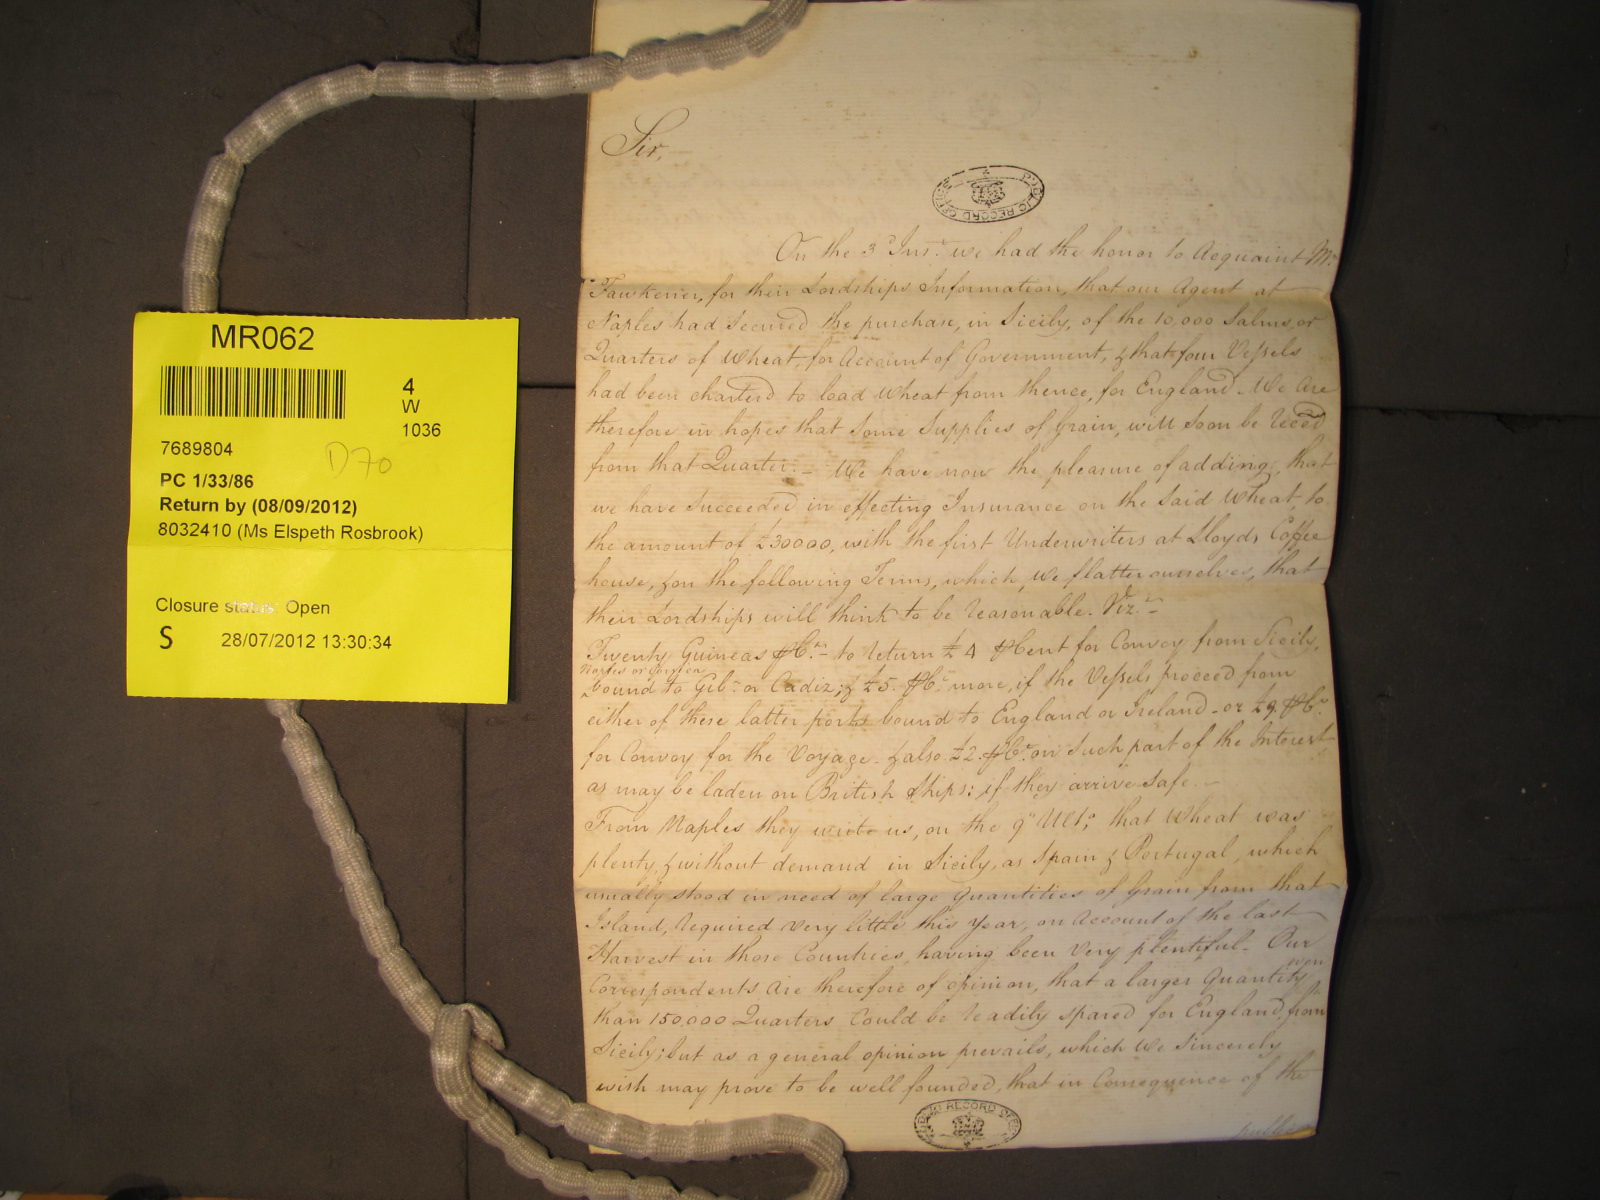 MR062
4
W
1036
7689804
D70
PC 1/33/86
Return by (08/09/2012)
8032410 (Ms Elspeth Rosbrook)
Closure status: Open
S 28/07/2012 13:30:34
Sir,
PUBLIC RECORD OFFICE
On the 3d Inst. we had the honor to Acquaint Mr.
Fawkener, for their Lordships Information, that our Agent at
Naples had Secured the purchase, in Sicily, of the 10,000 Salms, or
Quarters of Wheat, for Account of Government, & that four Vessels
had been charterd to load Wheat from thence, for England. We Are
therefore in hopes that Some Supplies of Grain, will Soon be Reced
from that Quarter. – We have now the pleasure of adding, that
we have Succeeded in effecting Insurance on the Said Wheat, to
the amount of £30000, with the first Underwriters at Lloyds Coffee
house, & on the following Terms, which, we flatter ourselves, that
their Lordships will think to be Reasonable. Vizt. –
Twenty Guineas ⅌ Ct. – to return £4 ⅌ Cent for Convoy from Sicily,
Naples or
bound to Gibr. or Cadiz; & £5. ⅌ Ct. more, if the Vessels proceed from
either of these latter ports bound to England or Ireland – or £9 ⅌ Ct.
for Convoy for the Voyage. & also £2. ⅌ Ct. on Such part of the Interest
as may be laden on British Ships: if they arrive Safe. –
From Naples they write us, on the 9th Ulto, that Wheat was
plenty, & without demand in Sicily, as Spain & Portugal, which
usually stood in need of large Quantities of Grain from that
Island, Required very little this Year, on Account of the last
Harvest in those Countries, having been very plentiful. Our
Correspondents Are therefore of opinion, that a larger Quantity even
than 150,000 Quarters Could be Readily spared for England, from
Sicily; but as a general opinion prevails, which We Sincerely
wish may prove to be well founded, that in Consequence of the
public
PUBLIC RECORD OFFICE